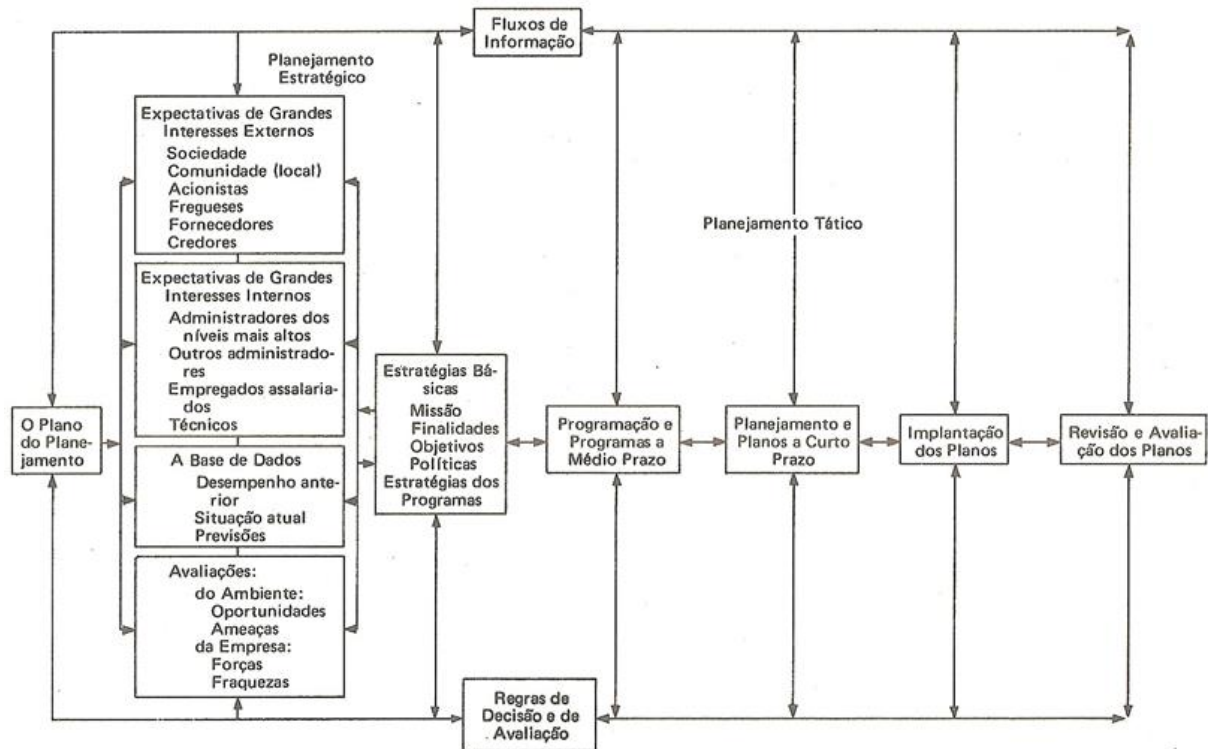 Fluxos de
Informação
Planejamento
Estratégico
Expectativas de Grandes
Interesses Externos
Sociedade
Comunidade (local)
Acionistas
Fregueses
Fornecedores
Credores
Planejamento Tático
Expectativas de Grandes
Interesses Internos
Administradores dos
níveis mais altos
Outros administrado-
res
Empregados assalaria-
dos
Técnicos
O Plano
do Plane-
jamento
A Base de Dados
Desempenho ante-
rior
Situação atual
Previsões
Avaliações:
do Ambiente:
Oportunidades
Ameaças
da Empresa:
Forças
Fraquezas
Estratégias Bá-
sicas
Missão
Finalidades
Objetivos
Políticas
Estratégias dos
Programas
Programação e
Programas a
Médio Prazo
Planejamento e
Planos a Curto
Prazo
Implantação
dos Planos
Revisão e Avalia-
ção dos Planos
Regras de
Decisão e de
Avaliação